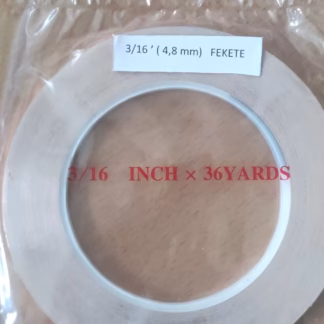 3/16 ' ( 4,8 mm) FEKETE
3/16 INCH × 36YARDS